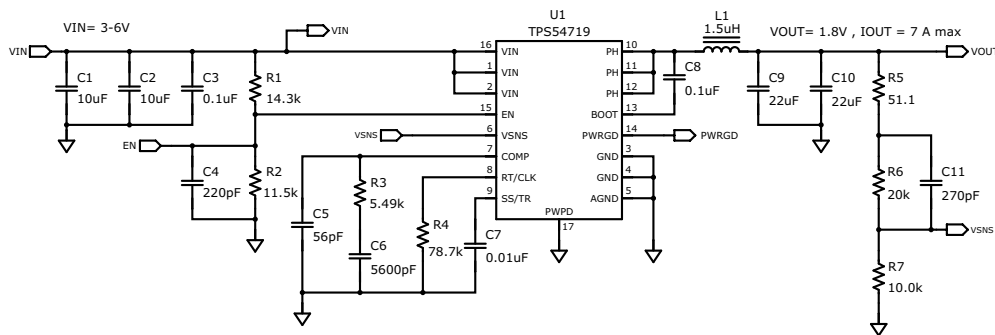 VIN= 3-6V
VIN
VIN
C1
10uF
C2
10uF
C3
0.1uF
R1
14.3k
EN
C4
220pF
R2
11.5k
VSNS
R3
5.49k
C5
56pF
C6
5600pF
R4
78.7k
C7
0.01uF
U1
TPS54719
16 VIN
1 VIN
2 VIN
15 EN
6 VSNS
7 COMP
8 RT/CLK
9 SS/TR
PH 10
PH 11
PH 12
BOOT 13
PWRGD 14
GND 3
GND 4
AGND 5
PWPD
17
PWRGD
C8
0.1uF
L1
1.5uH
VOUT= 1.8V , IOUT = 7 A max
VOUT
C9
22uF
C10
22uF
R5
51.1
R6
20k
C11
270pF
VSNS
R7
10.0k